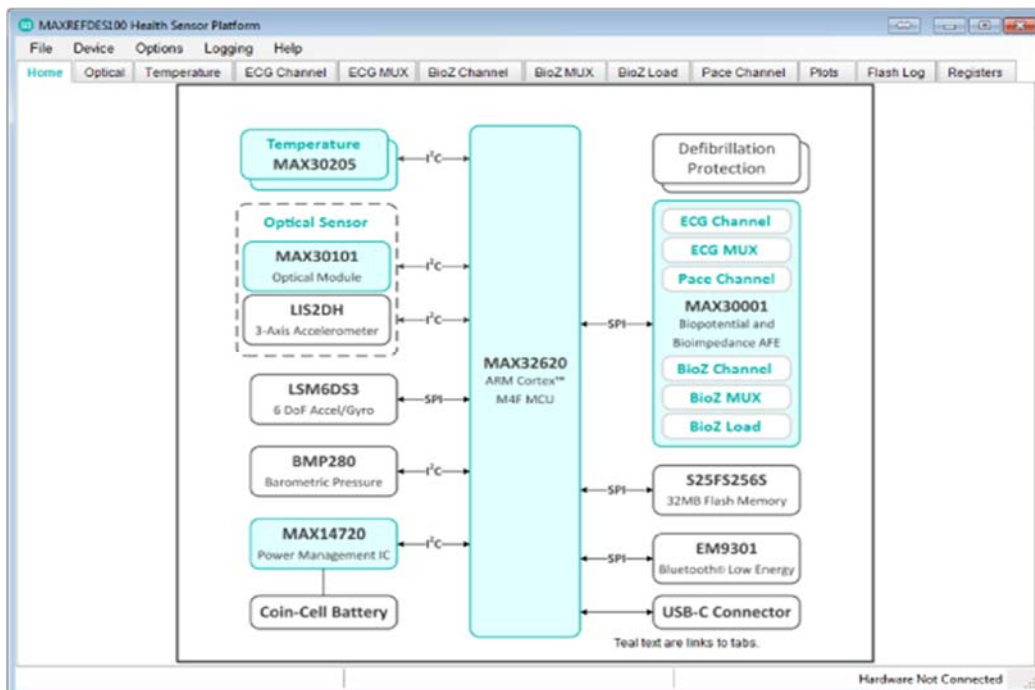 MAXREFDES100 Health Sensor Platform
File Device Options Logging Help
Home Optical Temperature ECG Channel ECG MUX BioZ Channel BioZ MUX BioZ Load Pace Channel Plots Flash Log Registers
Temperature
MAX30205
I²C
Optical Sensor
MAX30101
Optical Module
I²C
LIS2DH
3-Axis Accelerometer
I²C
LSM6DS3
6 DoF Accel/Gyro
SPI
BMP280
Barometric Pressure
I²C
MAX14720
Power Management IC
I²C
Coin-Cell Battery
MAX32620
ARM Cortex™
M4F MCU
Defibrillation
Protection
ECG Channel
ECG MUX
Pace Channel
MAX30001
Biopotential and
Bioimpedance AFE
SPI
BioZ Channel
BioZ MUX
BioZ Load
S25FS256S
32MB Flash Memory
SPI
EM9301
Bluetooth® Low Energy
SPI
USB-C Connector
Teal text are links to tabs.
Hardware Not Connected